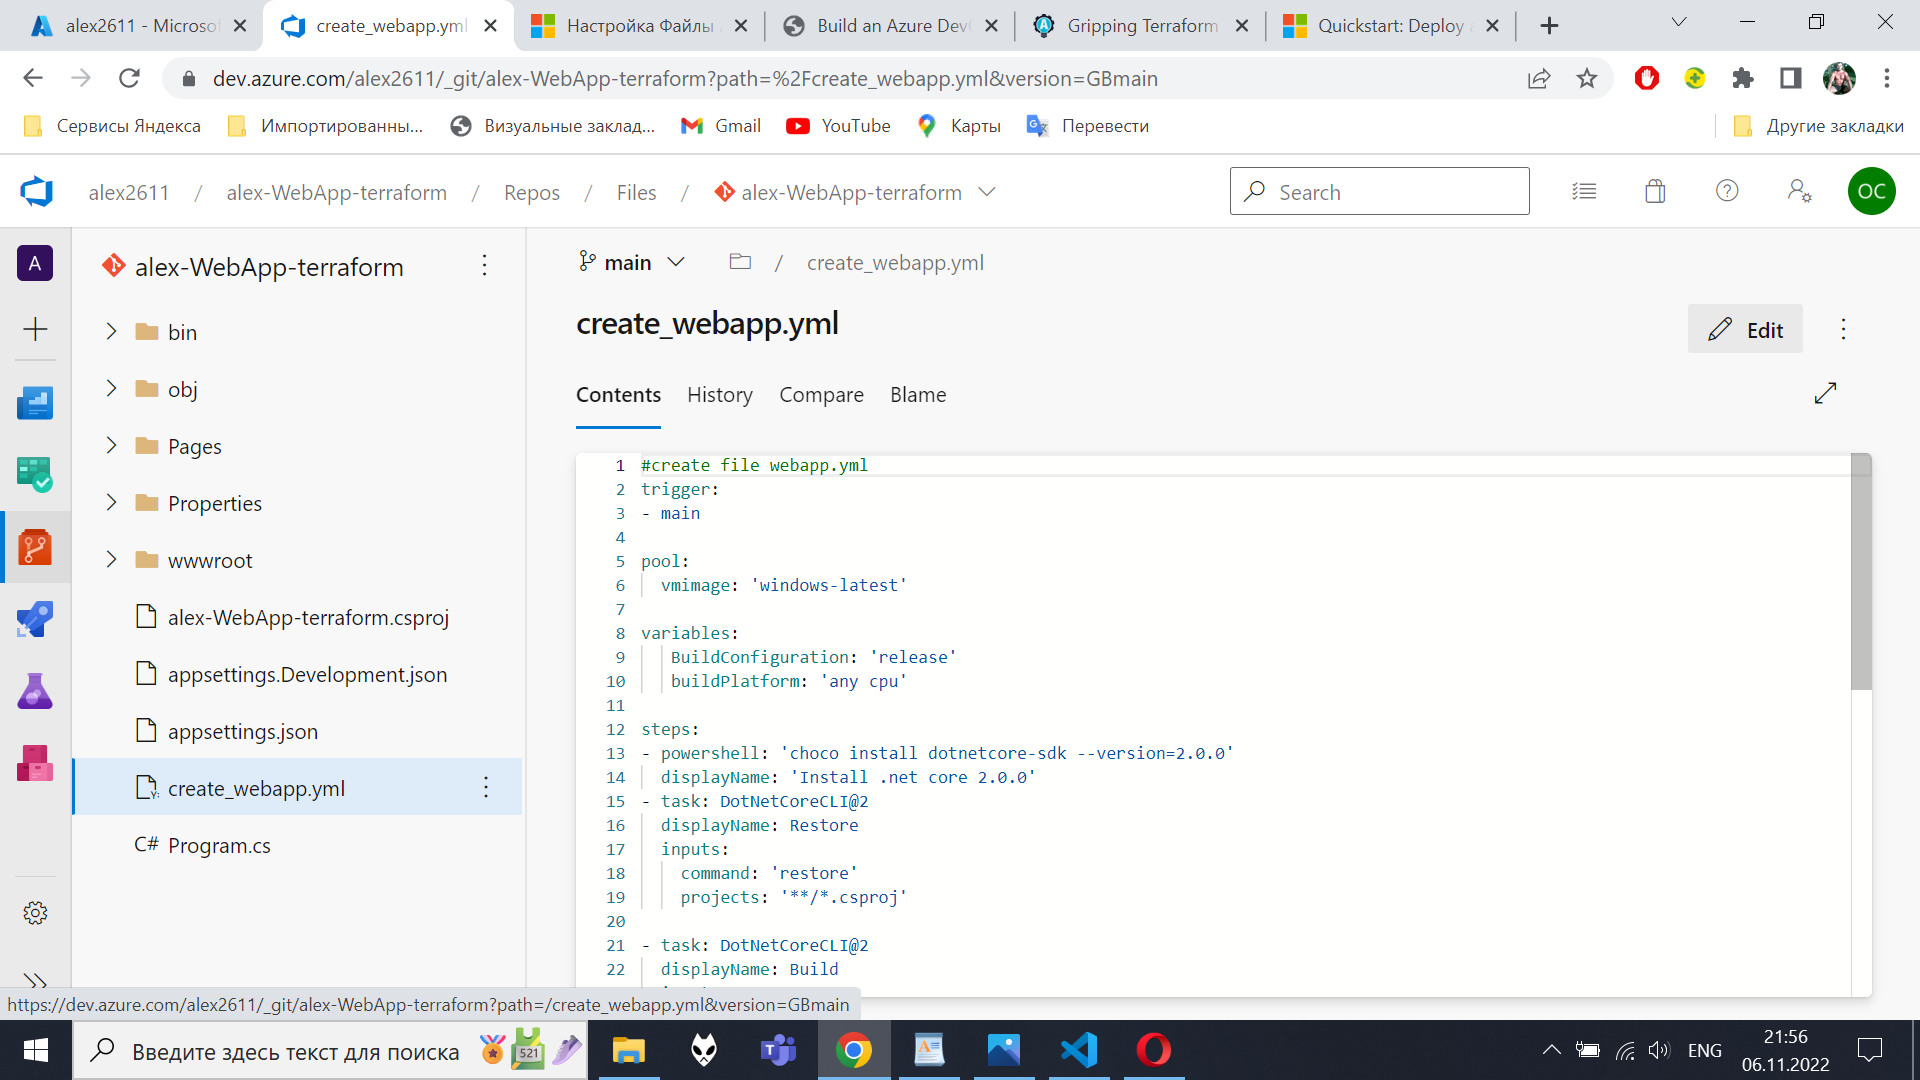 alex2611 - Microsof
create_webapp.yml
Настройка Файлы
Build an Azure Dev
Gripping Terraform
Quickstart: Deploy
dev.azure.com/alex2611/_git/alex-WebApp-terraform?path=%2Fcreate_webapp.yml&version=GBmain
Сервисы Яндекса
Импортированны...
Визуальные заклад...
Gmail
YouTube
Карты
Перевести
Другие закладки
alex2611 / alex-WebApp-terraform / Repos / Files / alex-WebApp-terraform
Search
OC
A
alex-WebApp-terraform
bin
obj
Pages
Properties
wwwroot
alex-WebApp-terraform.csproj
appsettings.Development.json
appsettings.json
create_webapp.yml
C# Program.cs
main / create_webapp.yml
create_webapp.yml
Edit
Contents History Compare Blame
1 #create file webapp.yml
2 trigger:
3 - main
4
5 pool:
6 vmimage: 'windows-latest'
7
8 variables:
9 BuildConfiguration: 'release'
10 buildPlatform: 'any cpu'
11
12 steps:
13 - powershell: 'choco install dotnetcore-sdk --version=2.0.0'
14 displayName: 'Install .net core 2.0.0'
15 - task: DotNetCoreCLI@2
16 displayName: Restore
17 inputs:
18 command: 'restore'
19 projects: '**/*.csproj'
20
21 - task: DotNetCoreCLI@2
22 displayName: Build
https://dev.azure.com/alex2611/_git/alex-WebApp-terraform?path=/create_webapp.yml&version=GBmain
Введите здесь текст для поиска
521
ENG
21:56
06.11.2022